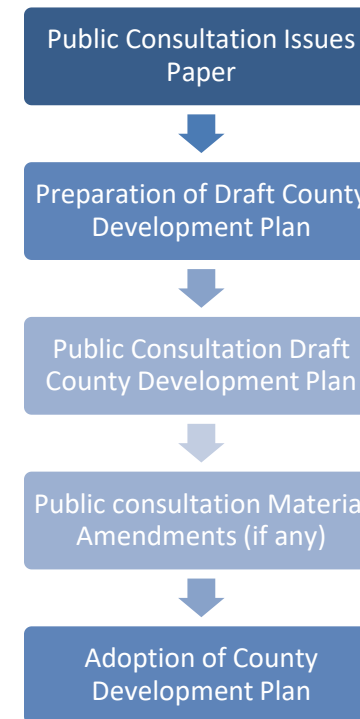 Public Consultation Issues
Paper
Preparation of Draft County
Development Plan
Public Consultation Draft
County Development Plan
Public consultation Material
Amendments (if any)
Adoption of County
Development Plan